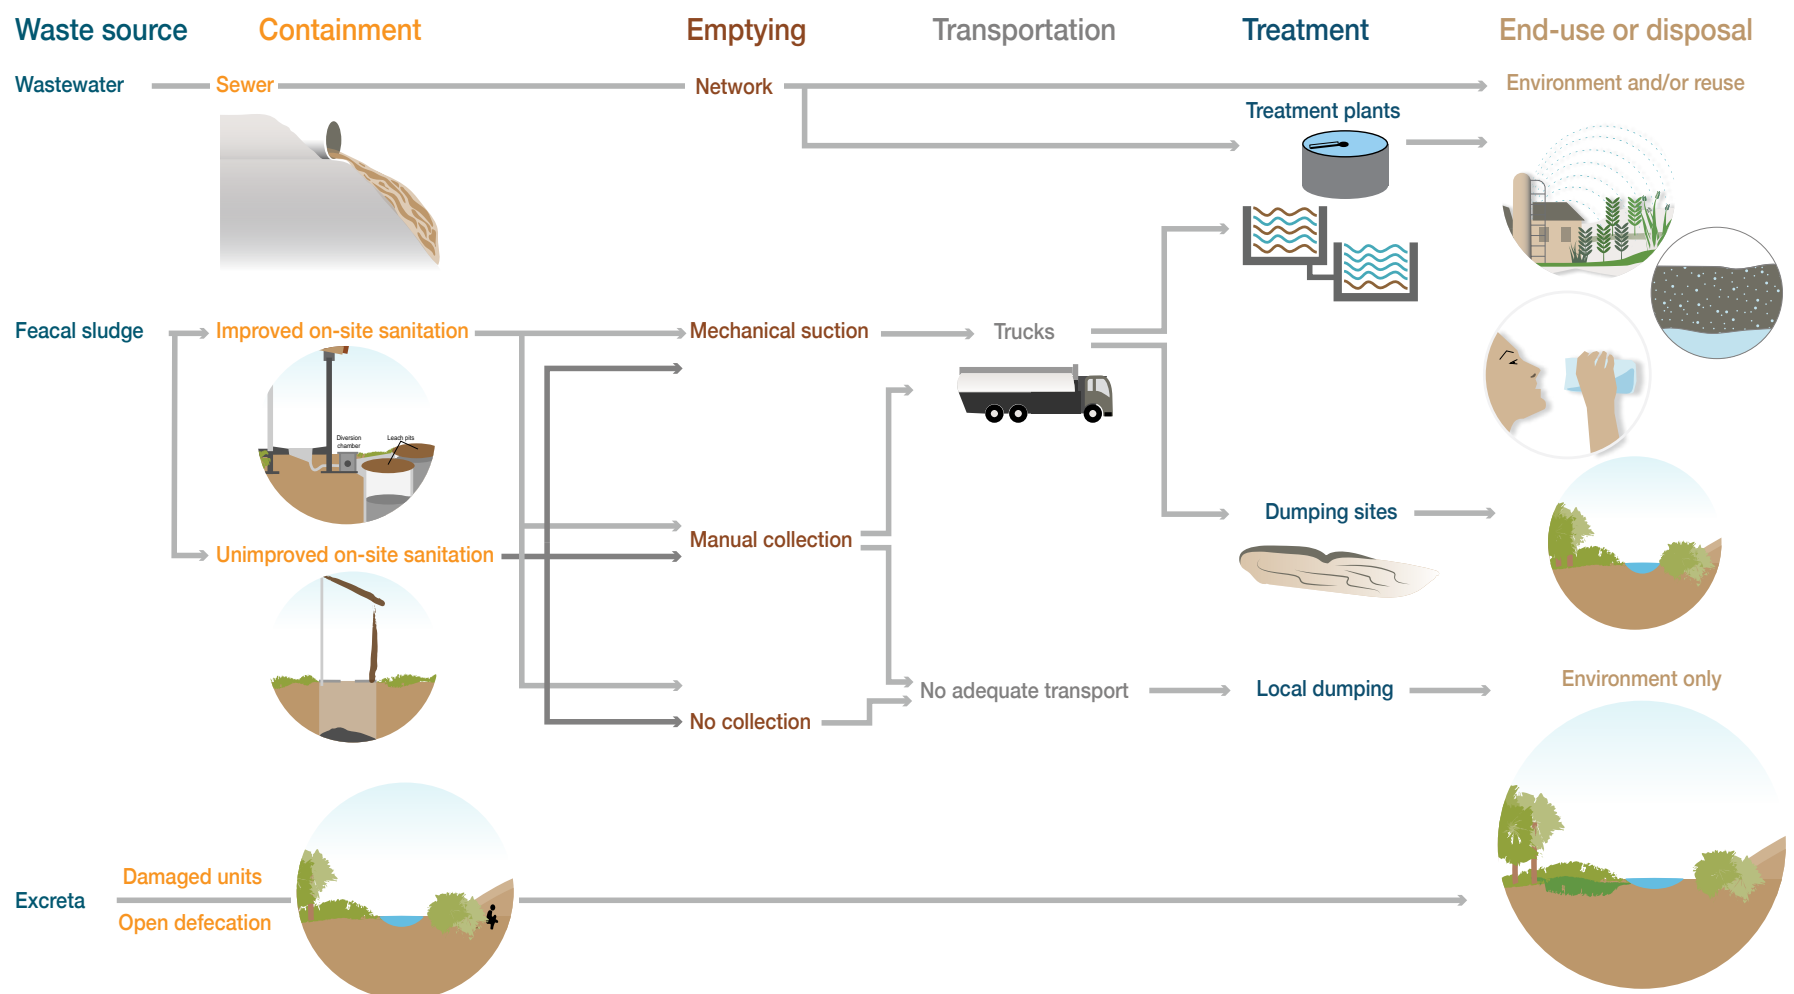 Waste source
Containment
Emptying
Transportation
Treatment
End-use or disposal
Wastewater
Sewer
Network
Environment and/or reuse
Treatment plants
Feacal sludge
Improved on-site sanitation
Mechanical suction
Trucks
Diversion
chamber
Leach pits
Dumping sites
Manual collection
Unimproved on-site sanitation
No adequate transport
Local dumping
Environment only
No collection
Damaged units
Excreta
Open defecation